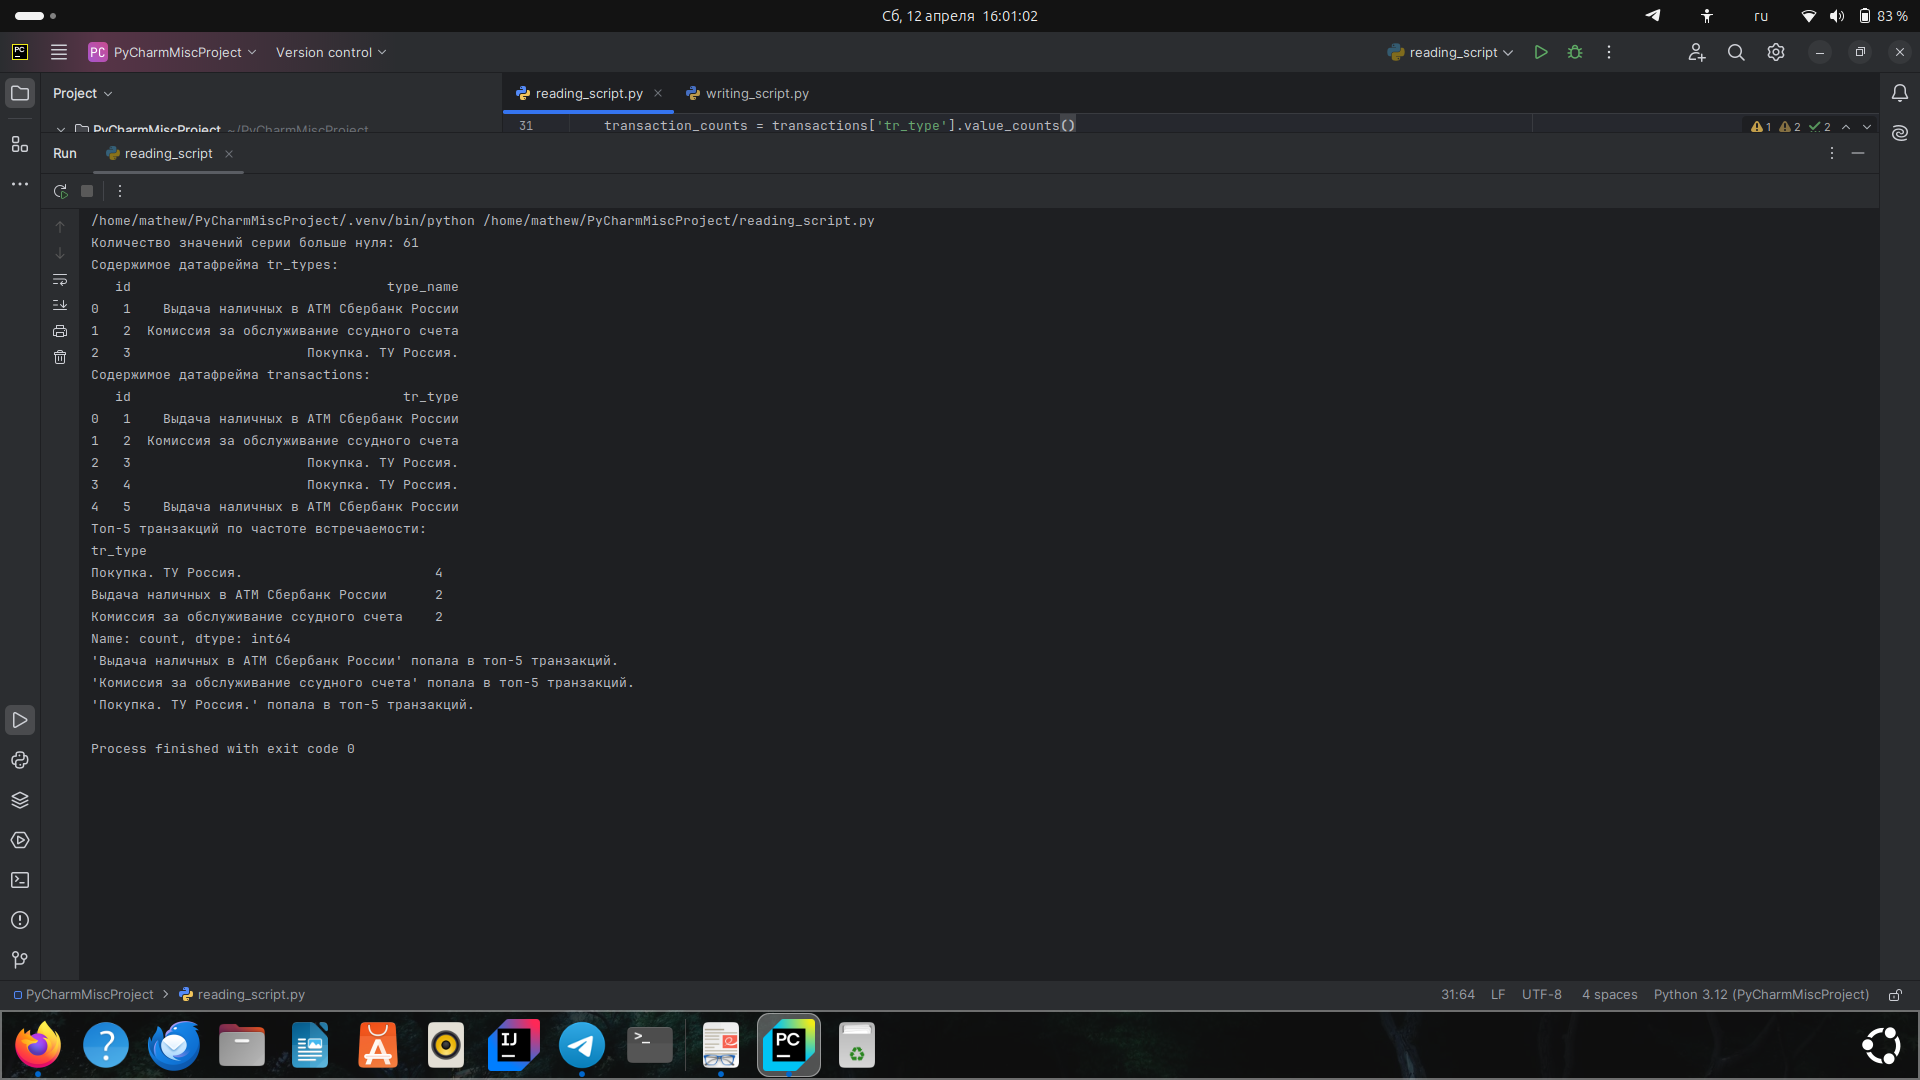 Сб, 12 апреля 16:01:02
ru
83 %
PC
PC
PyCharmMiscProject
Version control
reading_script
Project
reading_script.py
writing_script.py
PyCharmMiscProject ~/PyCharmMiscProject
31 transaction_counts = transactions['tr_type'].value_counts()
1 2 2
Run
reading_script
/home/mathew/PyCharmMiscProject/.venv/bin/python /home/mathew/PyCharmMiscProject/reading_script.py
Количество значений серии больше нуля: 61
Содержимое датафрейма tr_types:
id type_name
0 1 Выдача наличных в АТМ Сбербанк России
1 2 Комиссия за обслуживание ссудного счета
2 3 Покупка. ТУ Россия.
Содержимое датафрейма transactions:
id tr_type
0 1 Выдача наличных в АТМ Сбербанк России
1 2 Комиссия за обслуживание ссудного счета
2 3 Покупка. ТУ Россия.
3 4 Покупка. ТУ Россия.
4 5 Выдача наличных в АТМ Сбербанк России
Топ-5 транзакций по частоте встречаемости:
tr_type
Покупка. ТУ Россия. 4
Выдача наличных в АТМ Сбербанк России 2
Комиссия за обслуживание ссудного счета 2
Name: count, dtype: int64
'Выдача наличных в АТМ Сбербанк России' попала в топ-5 транзакций.
'Комиссия за обслуживание ссудного счета' попала в топ-5 транзакций.
'Покупка. ТУ Россия.' попала в топ-5 транзакций.
Process finished with exit code 0
PyCharmMiscProject
reading_script.py
31:64
LF
UTF-8
4 spaces
Python 3.12 (PyCharmMiscProject)
?
IJ
>_
PC